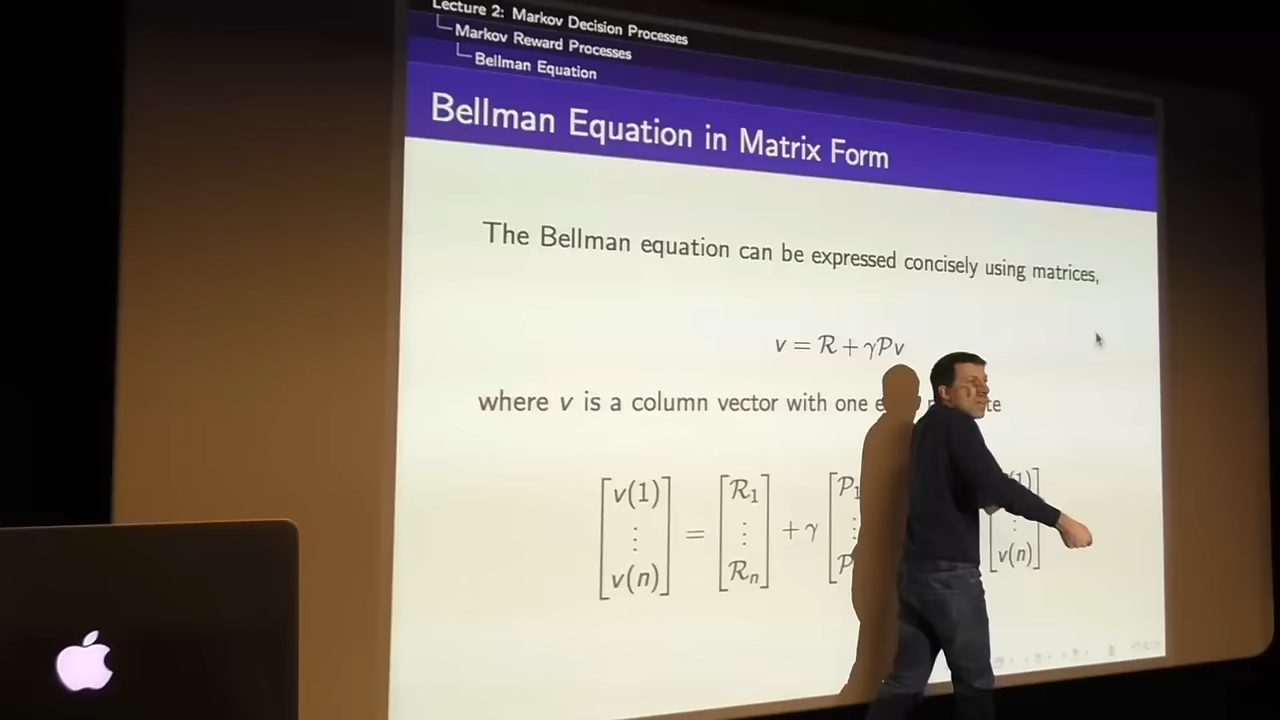 Lecture 2: Markov Decision Processes
Markov Reward Processes
Bellman Equation
Bellman Equation in Matrix Form
The Bellman equation can be expressed concisely using matrices,
v = R + γPv
where v is a column vector with one
[v(1) ⋮ v(n)] = [R₁ ⋮ Rₙ] + γ [P₁ ⋮ P [⋮ v(n)]